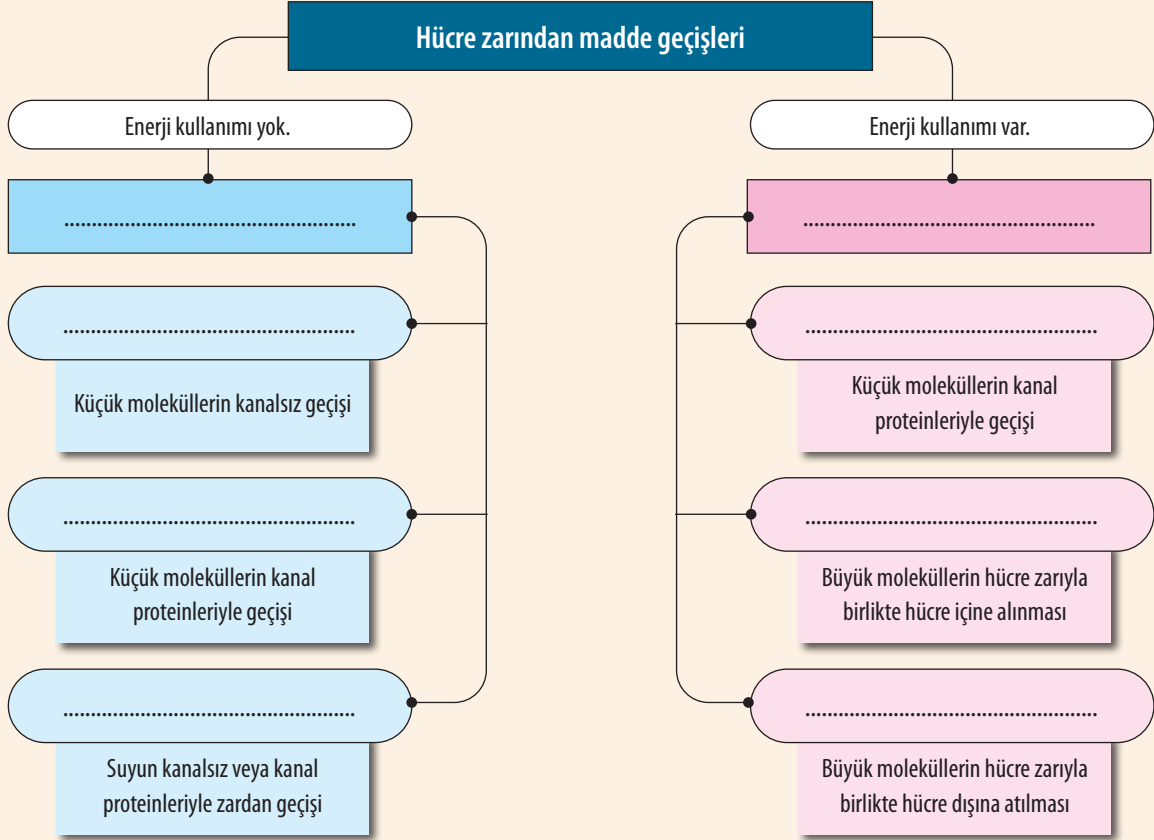 Hücre zarından madde geçişleri
Enerji kullanımı yok.
Enerji kullanımı var.
......................................................
......................................................
......................................................
Küçük moleküllerin kanalsız geçişi
......................................................
Küçük moleküllerin kanal
proteinleriyle geçişi
......................................................
Küçük moleküllerin kanal
proteinleriyle geçişi
......................................................
Büyük moleküllerin hücre zarıyla
birlikte hücre içine alınması
......................................................
Suyun kanalsız veya kanal
proteinleriyle zardan geçişi
......................................................
Büyük moleküllerin hücre zarıyla
birlikte hücre dışına atılması